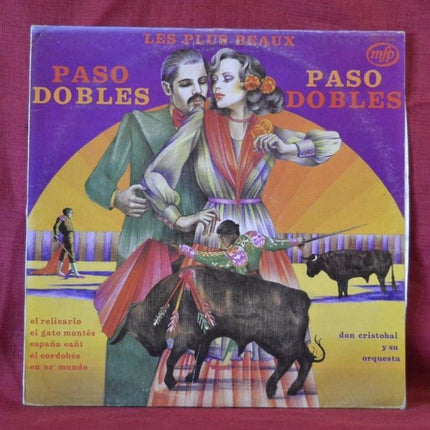 LES PLUS BEAUX
mfp
PASO
DOBLES
PASO
DOBLES
el relicario
el gato montés
españa cañi
el cordobés
en er mundo
don cristobal
y su
orquesta